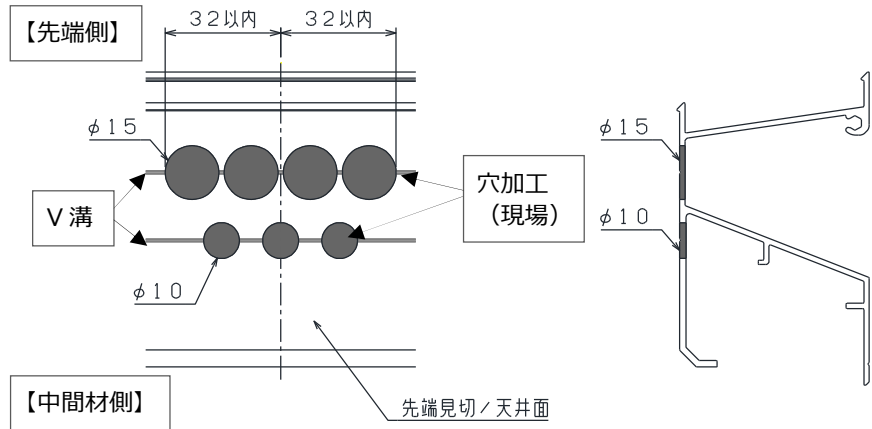 【先端側】
32以内
32以内
φ15
V溝
穴加工
(現場)
φ10
先端見切/天井面
【中間材側】
φ15
φ10